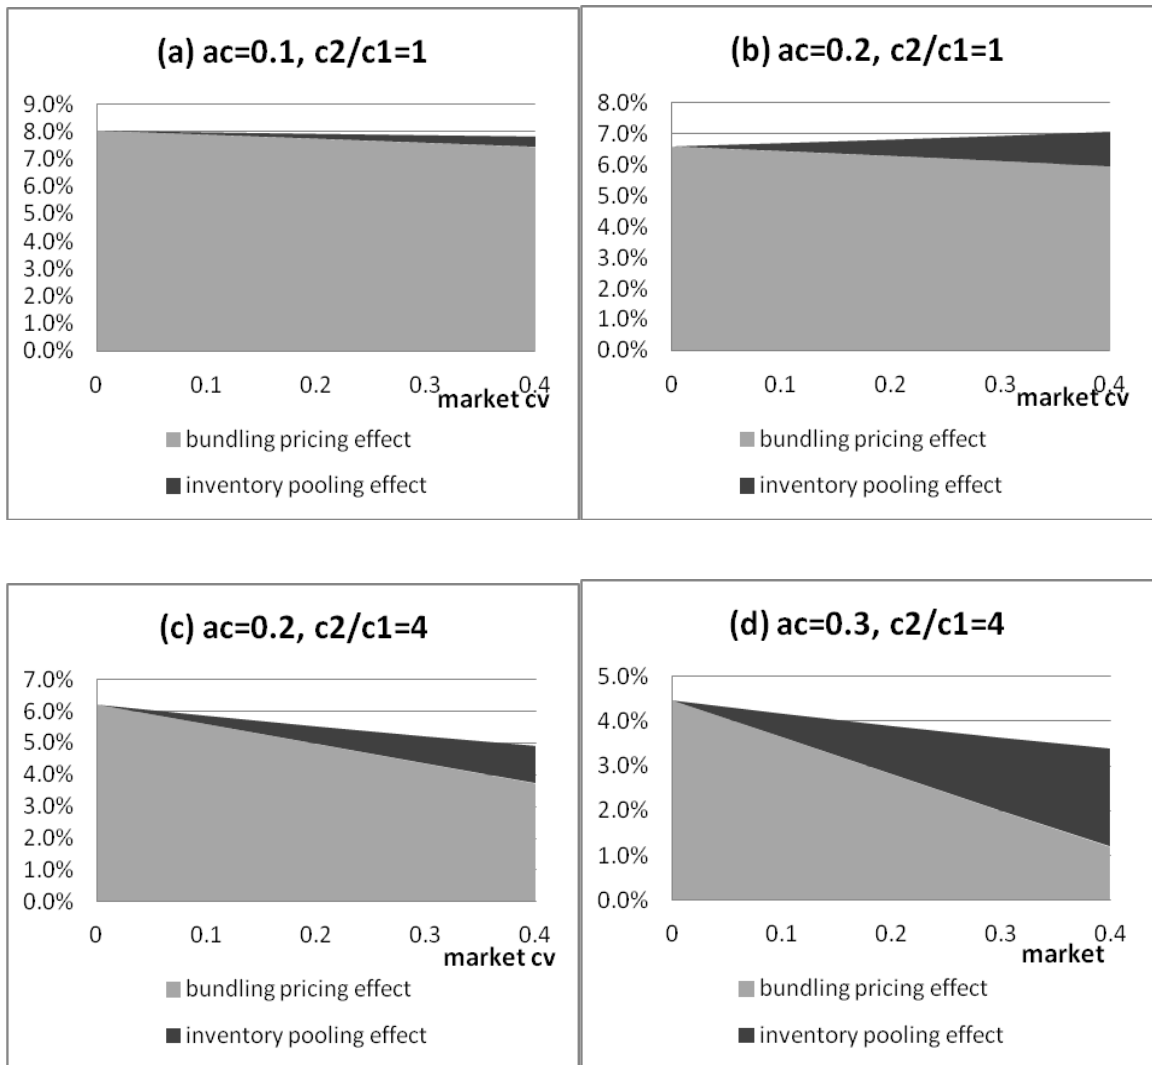 (a) ac=0.1, c2/c1=1
9.0%
8.0%
7.0%
6.0%
5.0%
4.0%
3.0%
2.0%
1.0%
0.0%
0 0.1 0.2 0.3 0.4
market cv
bundling pricing effect
inventory pooling effect
(b) ac=0.2, c2/c1=1
8.0%
7.0%
6.0%
5.0%
4.0%
3.0%
2.0%
1.0%
0.0%
0 0.1 0.2 0.3 0.4
market cv
bundling pricing effect
inventory pooling effect
(c) ac=0.2, c2/c1=4
7.0%
6.0%
5.0%
4.0%
3.0%
2.0%
1.0%
0.0%
0 0.1 0.2 0.3 0.4
market cv
bundling pricing effect
inventory pooling effect
(d) ac=0.3, c2/c1=4
5.0%
4.0%
3.0%
2.0%
1.0%
0.0%
0 0.1 0.2 0.3 0.4
market
bundling pricing effect
inventory pooling effect